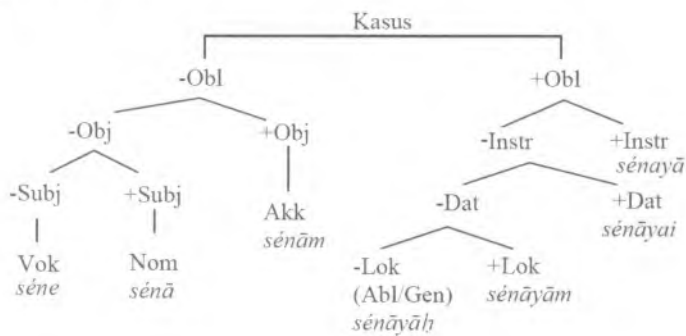 Kasus
-Obl +Obl
-Obj +Obj -Instr +Instr
sénayā
-Subj +Subj -Dat +Dat
Akk sénāyai
sénām
Vok Nom -Lok +Lok
séne sénā (Abl/Gen) sénāyām
sénāyāḥ